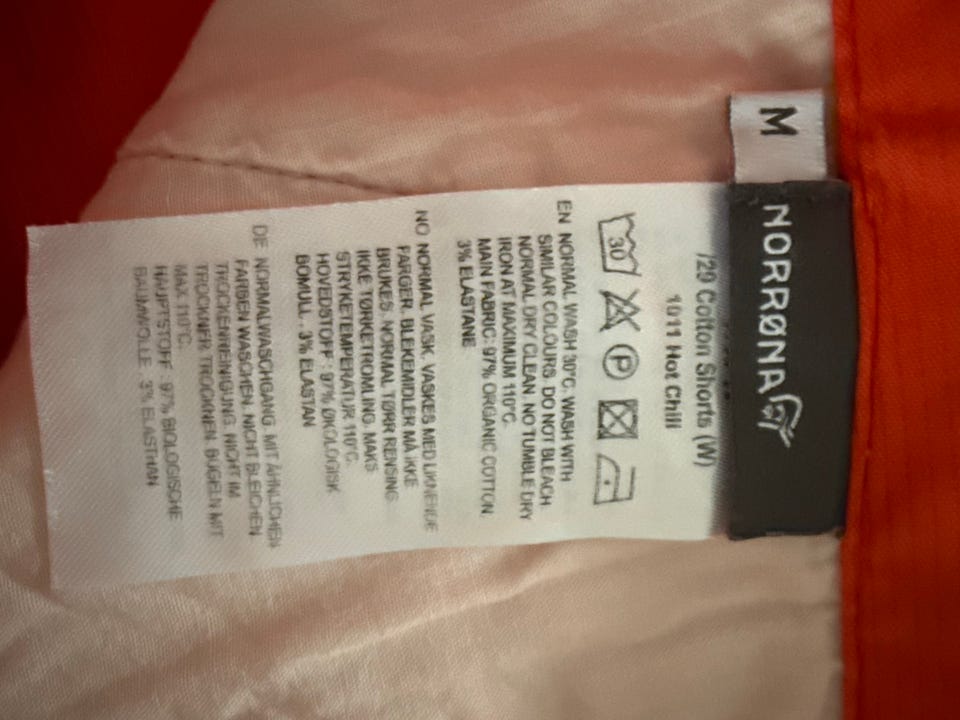 M
NORRØNA
/29 Cotton Shorts (W)
1011 Hot Chili
30
P
EN NORMAL WASH 30°C. WASH WITH
SIMILAR COLOURS. DO NOT BLEACH
NORMAL DRY CLEAN. NO TUMBLE DRY
IRON AT MAXIMUM 110°C.
MAIN FABRIC: 97% ORGANIC COTTON,
3% ELASTANE
NO NORMAL VASK. VASKES MED LIKNENDE
FARGER. BLEKEMIDLER MÅ IKKE
BRUKES. NORMAL TØRR RENSING
IKKE TØRKETROMLING. MAKS
STRYKETEMPERATUR 110°C.
HOVEDSTOFF : 97% ØKOLOGISK
BOMULL , 3% ELASTAN
DE NORMALWASCHGANG. MIT ÄHNLICHEN
FARBEN WASCHEN. NICHT BLEICHEN
TROCKENREINIGUNG. NICHT IM
TROCKNER TROCKNEN. BÜGELN MIT
MAX 110°C.
HAUPTSTOFF : 97% BIOLOGISCHE
BAUMWOLLE , 3% ELASTHAN